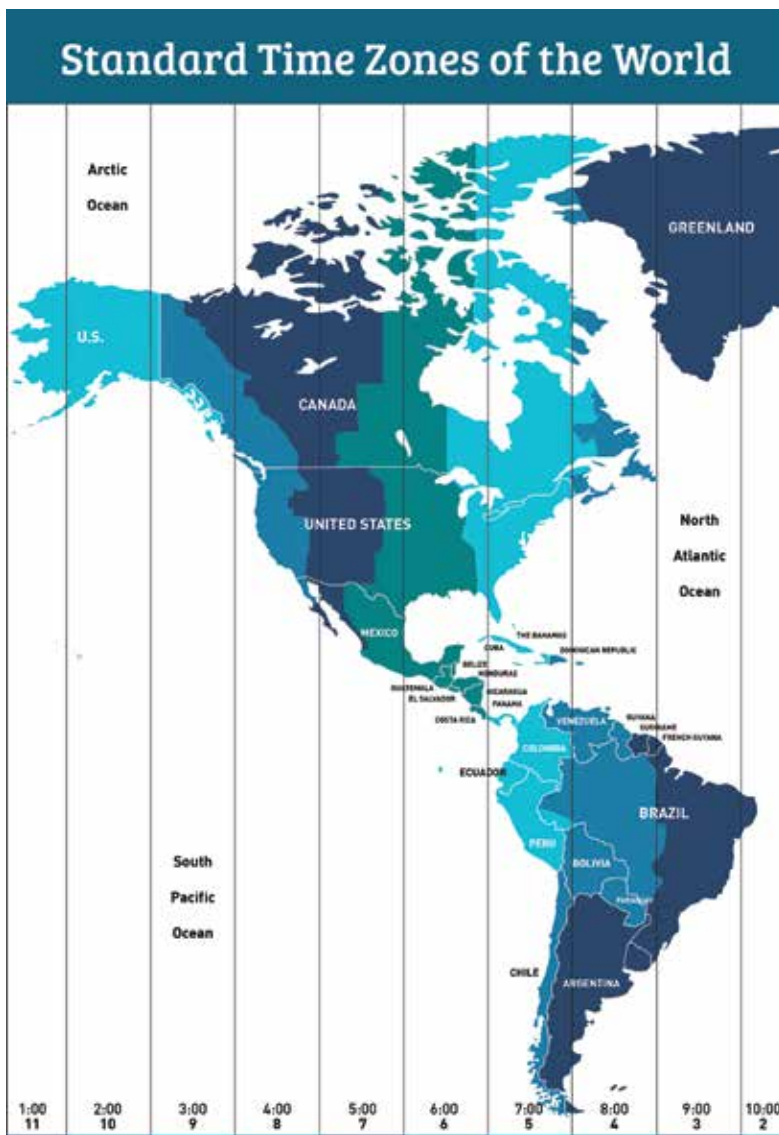 Standard Time Zones of the World
Arctic
Ocean
GREENLAND
U.S.
CANADA
UNITED STATES
North
Atlantic
Ocean
MEXICO
THE BAHAMAS
CUBA
DOMINICAN REPUBLIC
BELIZE
HONDURAS
GUATEMALA
NICARAGUA
EL SALVADOR
PANAMA
COSTA RICA
VENEZUELA
GUYANA
SURINAME
FRENCH GUYANA
COLOMBIA
ECUADOR
BRAZIL
PERU
BOLIVIA
South
Pacific
Ocean
PARAGUAY
CHILE
ARGENTINA
1:00 2:00 3:00 4:00 5:00 6:00 7:00 8:00 9:00 10:00
11 10 9 8 7 6 5 4 3 2